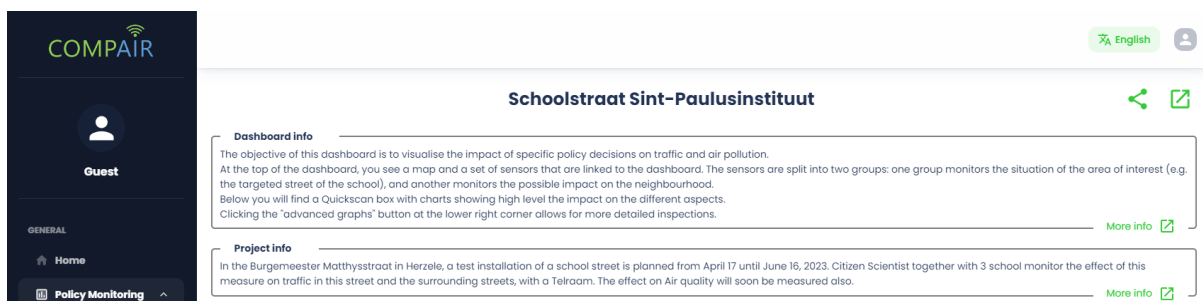 COMPAIR
English
Schoolstraat Sint-Paulusinstituut
Guest
Dashboard info
The objective of this dashboard is to visualise the impact of specific policy decisions on traffic and air pollution.
At the top of the dashboard, you see a map and a set of sensors that are linked to the dashboard. The sensors are split into two groups: one group monitors the situation of the area of interest (e.g.
the targeted street of the school), and another monitors the possible impact on the neighbourhood.
Below you will find a Quickscan box with charts showing high level the impact on the different aspects.
Clicking the "advanced graphs" button at the lower right corner allows for more detailed inspections.
More info
GENERAL
Home
Policy Monitoring
Project info
In the Burgemeester Matthysstraat in Herzele, a test installation of a school street is planned from April 17 until June 16, 2023. Citizen Scientist together with 3 school monitor the effect of this
measure on traffic in this street and the surrounding streets, with a Telraam. The effect on Air quality will soon be measured also.
More info